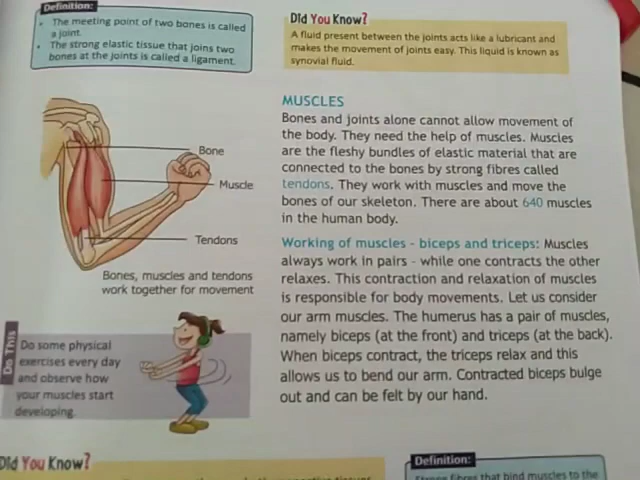 Definition:
• The meeting point of two bones is called
a joint.
• The strong elastic tissue that joins two
bones at the joints is called a ligament.
Did You Know?
A fluid present between the joints acts like a lubricant and
makes the movement of joints easy. This liquid is known as
synovial fluid.
Bone
Muscle
Tendons
Bones, muscles and tendons
work together for movement
Do This
Do some physical
exercises every day
and observe how
your muscles start
developing.
MUSCLES
Bones and joints alone cannot allow movement of
the body. They need the help of muscles. Muscles
are the fleshy bundles of elastic material that are
connected to the bones by strong fibres called
tendons. They work with muscles and move the
bones of our skeleton. There are about 640 muscles
in the human body.
Working of muscles - biceps and triceps: Muscles
always work in pairs - while one contracts the other
relaxes. This contraction and relaxation of muscles
is responsible for body movements. Let us consider
our arm muscles. The humerus has a pair of muscles,
namely biceps (at the front) and triceps (at the back).
When biceps contract, the triceps relax and this
allows us to bend our arm. Contracted biceps bulge
out and can be felt by our hand.
Did You Know?
Definition:
fibres that bind muscles to the